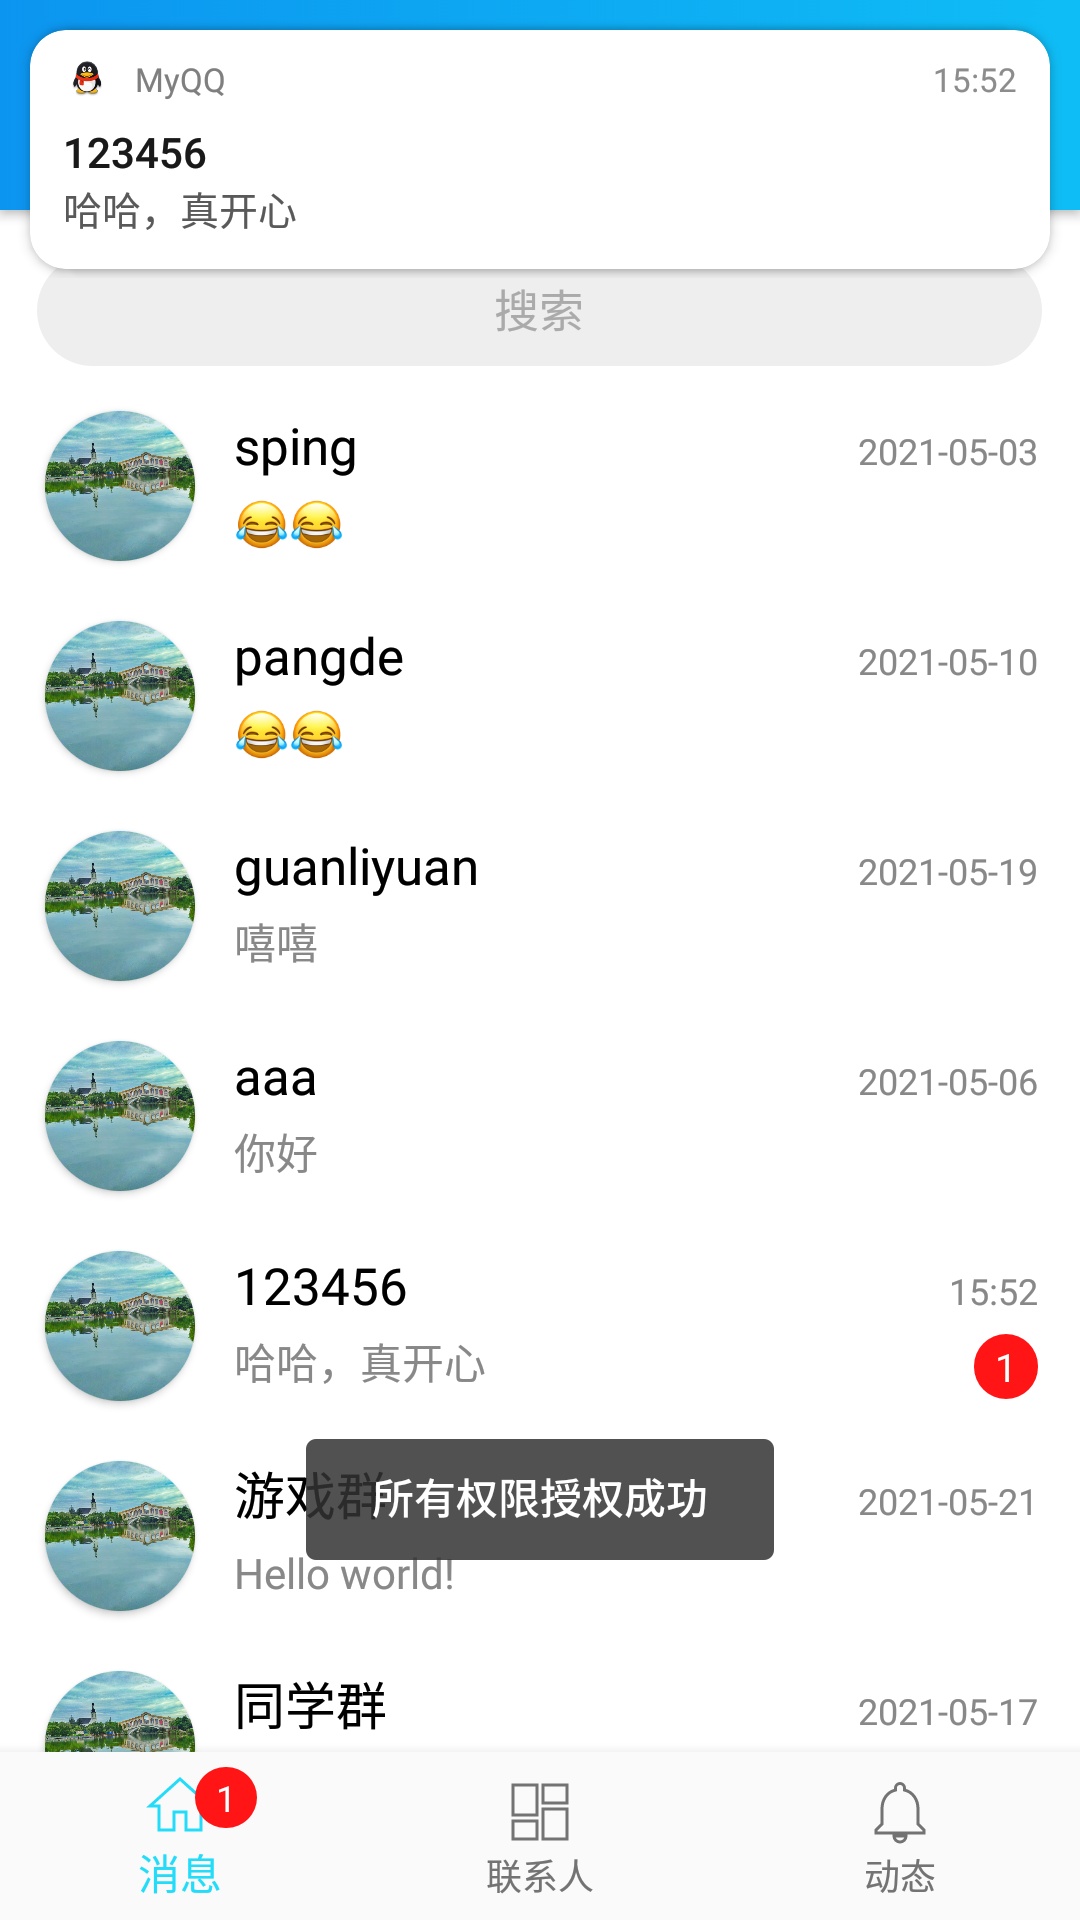 MyQQ 15:52
123456
哈哈，真开心
搜索
sping 2021-05-03
😂😂
pangde 2021-05-10
😂😂
guanliyuan 2021-05-19
嘻嘻
aaa 2021-05-06
你好
123456 15:52
哈哈，真开心 1
游戏群 2021-05-21
所有权限授权成功
Hello world!
同学群 2021-05-17
1
消息 联系人 动态